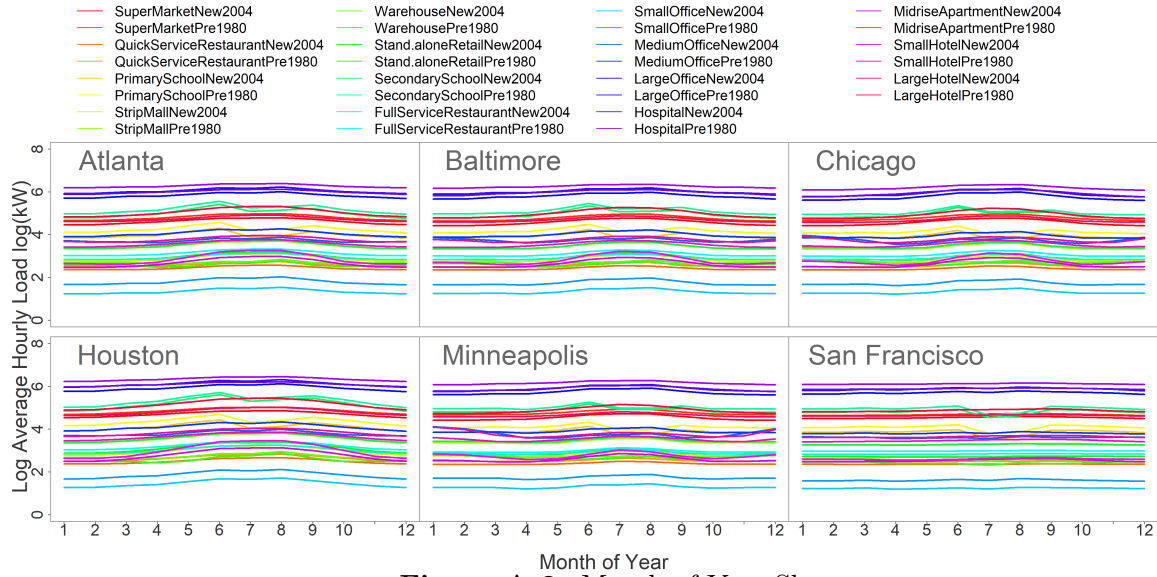 SuperMarketNew2004 WarehouseNew2004 SmallOfficeNew2004 MidriseApartmentNew2004
SuperMarketPre1980 WarehousePre1980 SmallOfficePre1980 MidriseApartmentPre1980
QuickServiceRestaurantNew2004 Stand.aloneRetailNew2004 MediumOfficeNew2004 SmallHotelNew2004
QuickServiceRestaurantPre1980 Stand.aloneRetailPre1980 MediumOfficePre1980 SmallHotelPre1980
PrimarySchoolNew2004 SecondarySchoolNew2004 LargeOfficeNew2004 LargeHotelNew2004
PrimarySchoolPre1980 SecondarySchoolPre1980 LargeOfficePre1980 LargeHotelPre1980
StripMallNew2004 FullServiceRestaurantNew2004 HospitalNew2004
StripMallPre1980 FullServiceRestaurantPre1980 HospitalPre1980
Log Average Hourly Load log(kW)
8
6
4
2
0
Atlanta Baltimore Chicago
8
6
4
2
0
Houston Minneapolis San Francisco
1 2 3 4 5 6 7 8 9 10 12 1 2 3 4 5 6 7 8 9 10 12 1 2 3 4 5 6 7 8 9 10 12
Month of Year